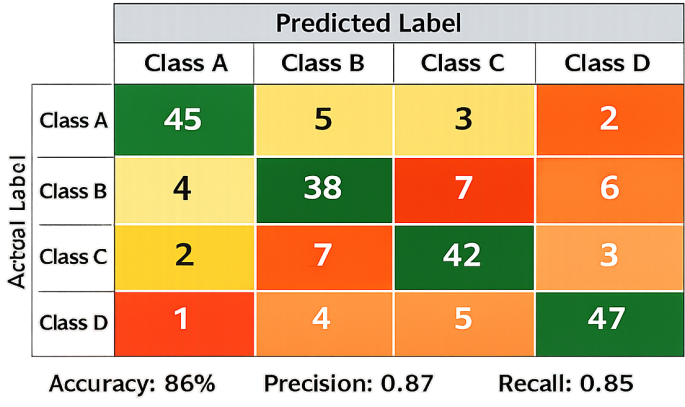 Predicted Label
Class A Class B Class C Class D
Actual Label
Class A 45 5 3 2
Class B 4 38 7 6
Class C 2 7 42 3
Class D 1 4 5 47
Accuracy: 86% Precision: 0.87 Recall: 0.85